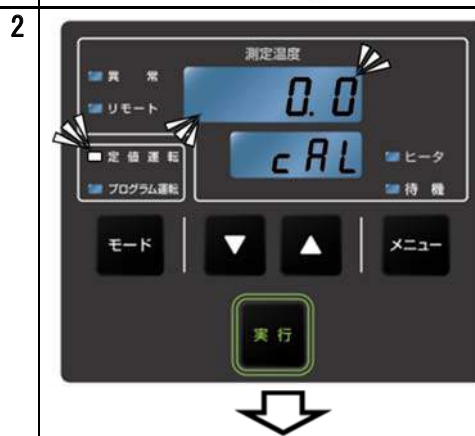 2
測定温度
異 常
リモート
0.0
定 値 運 転
cAL
ヒータ
プログラム運転
待 機
モード
▼
▲
メニュー
実 行